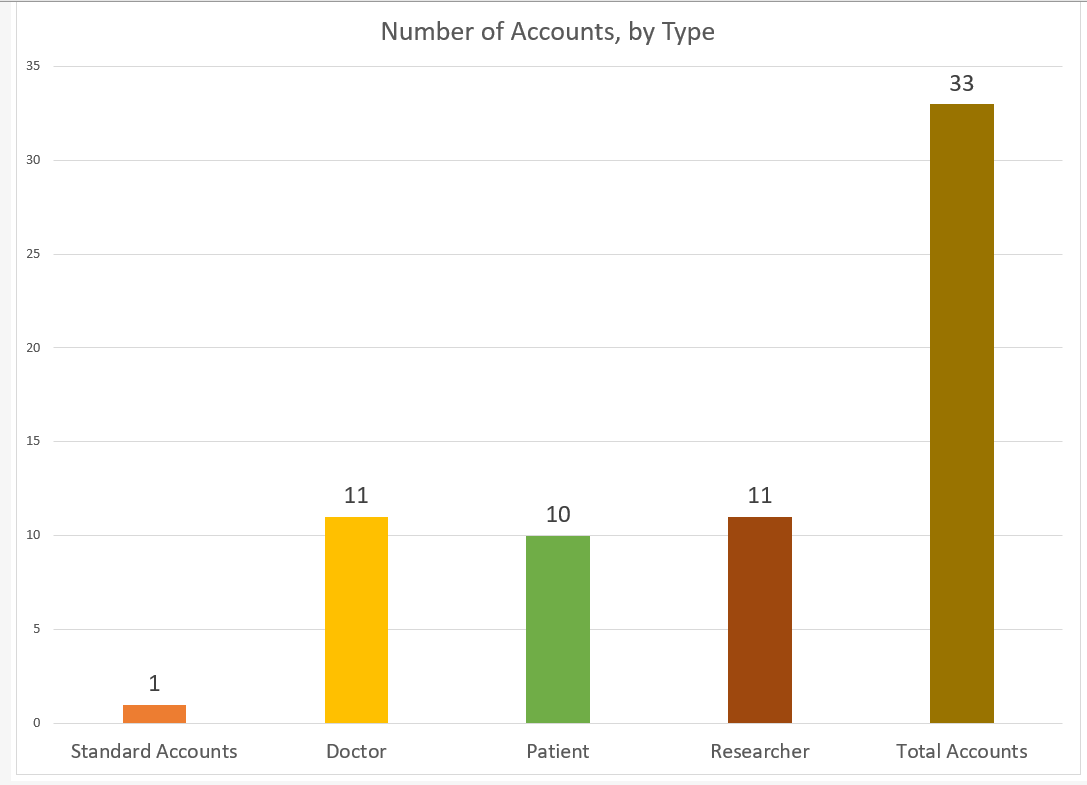 Number of Accounts, by Type
35
30
25
20
15
10
5
0
1
11
10
11
33
Standard Accounts
Doctor
Patient
Researcher
Total Accounts